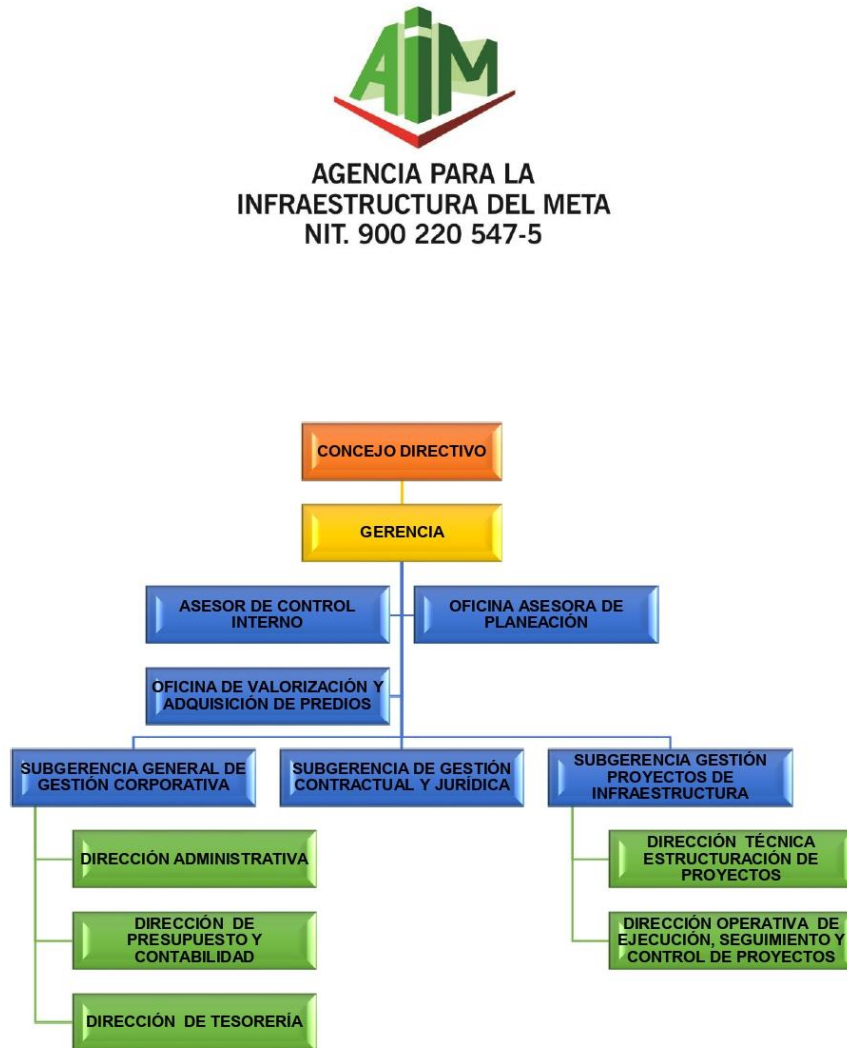 AIM
AGENCIA PARA LA
INFRAESTRUCTURA DEL META
NIT. 900 220 547-5
CONCEJO DIRECTIVO
GERENCIA
ASESOR DE CONTROL
INTERNO
OFICINA ASESORA DE
PLANEACIÓN
OFICINA DE VALORIZACIÓN Y
ADQUISICIÓN DE PREDIOS
SUBGERENCIA GENERAL DE
GESTIÓN CORPORATIVA
SUBGERENCIA DE GESTIÓN
CONTRACTUAL Y JURÍDICA
SUBGERENCIA GESTIÓN
PROYECTOS DE
INFRAESTRUCTURA
DIRECCIÓN ADMINISTRATIVA
DIRECCIÓN DE
PRESUPUESTO Y
CONTABILIDAD
DIRECCIÓN DE TESORERÍA
DIRECCIÓN TÉCNICA
ESTRUCTURACIÓN DE
PROYECTOS
DIRECCIÓN OPERATIVA DE
EJECUCIÓN, SEGUIMIENTO Y
CONTROL DE PROYECTOS